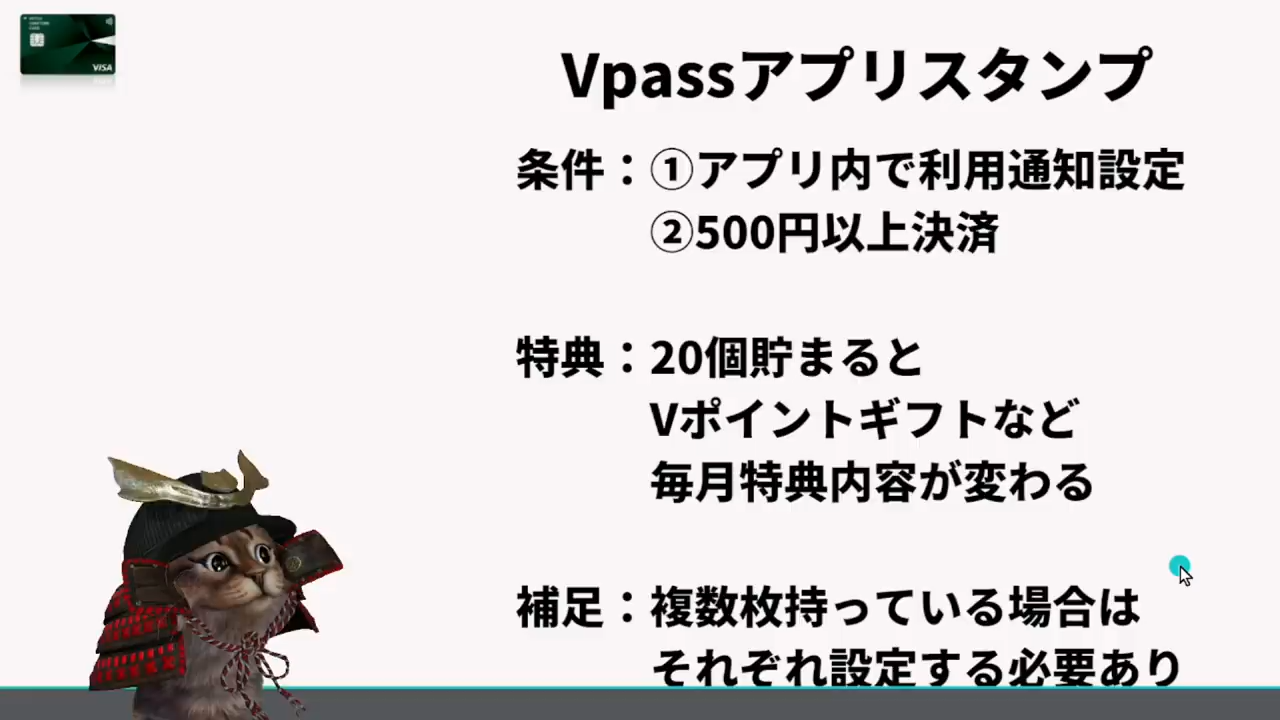 Vpassアプリスタンプ
条件：①アプリ内で利用通知設定
②500円以上決済
特典：20個貯まると
Vポイントギフトなど
毎月特典内容が変わる
補足：複数枚持っている場合は
それぞれ設定する必要あり
VISA